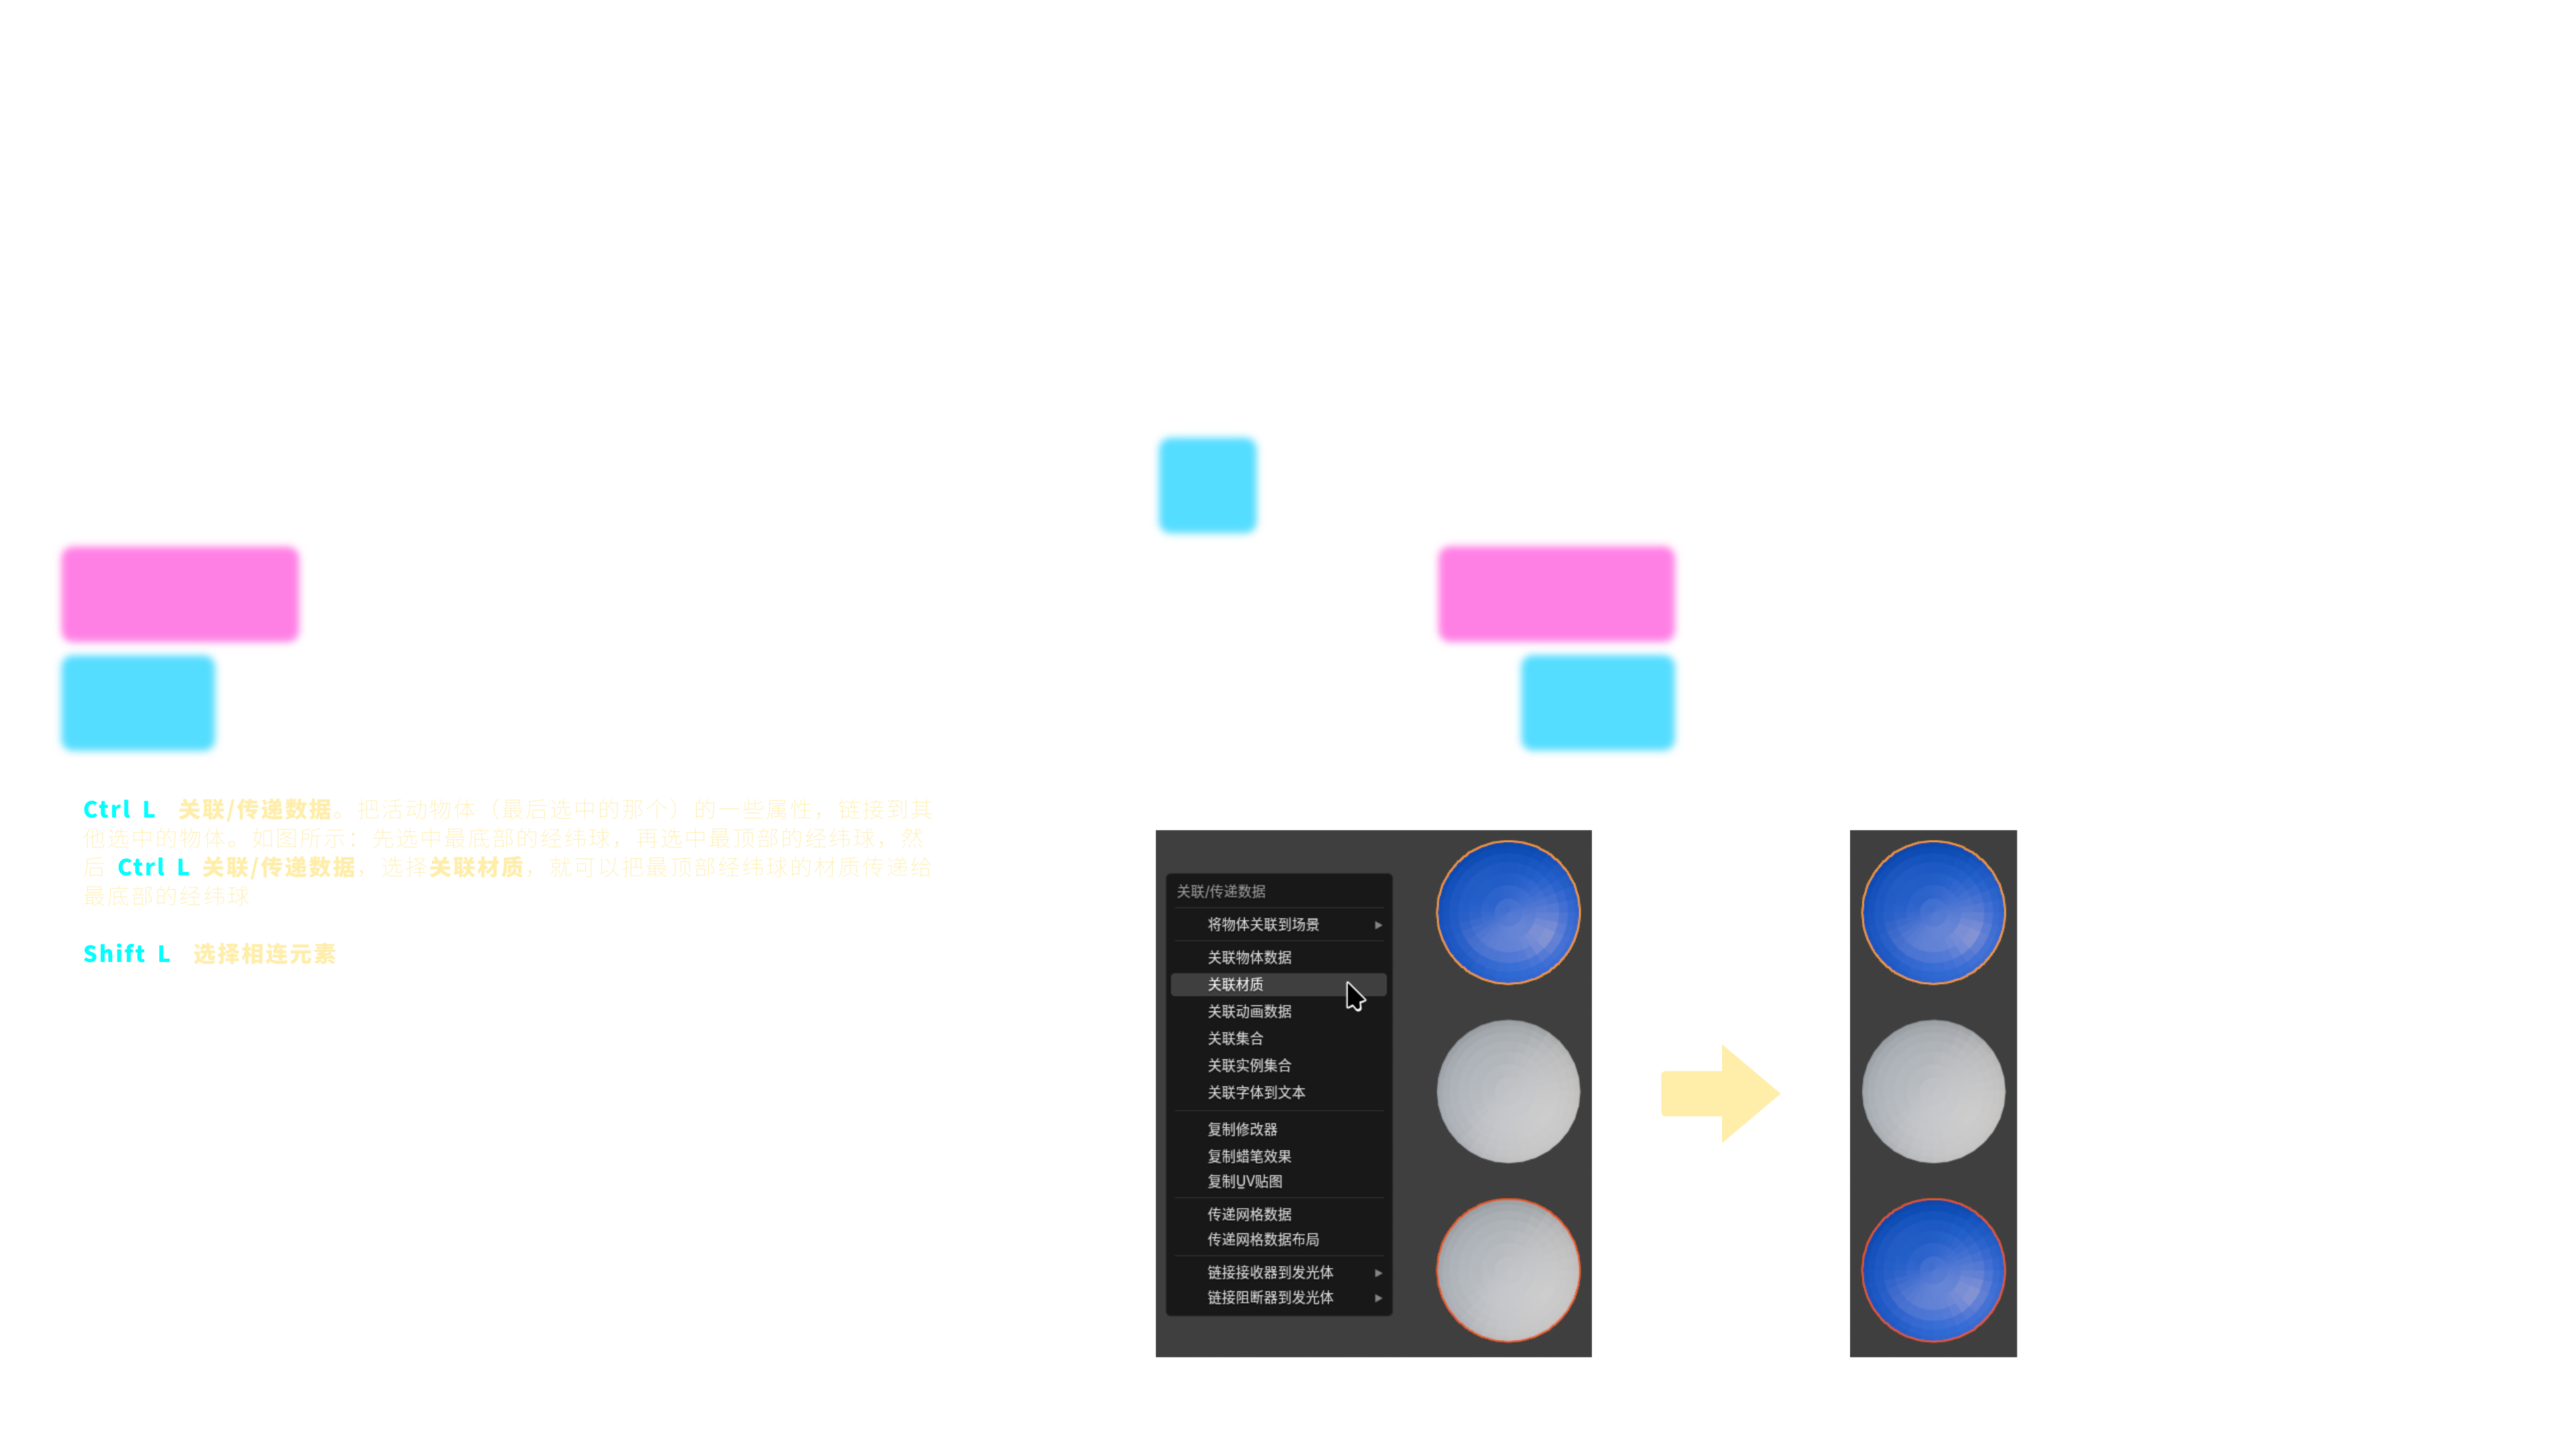 Ctrl L 关联/传递数据。把活动物体（最后选中的那个）的一些属性，链接到其
他选中的物体。如图所示：先选中最底部的经纬球，再选中最顶部的经纬球，然
后 Ctrl L 关联/传递数据，选择关联材质，就可以把最顶部经纬球的材质传递给
最底部的经纬球
Shift L 选择相连元素
关联/传递数据
将物体关联到场景
关联物体数据
关联材质
关联动画数据
关联集合
关联实例集合
关联字体到文本
复制修改器
复制蜡笔效果
复制UV贴图
传递网格数据
传递网格数据布局
链接接收器到发光体
链接阻断器到发光体